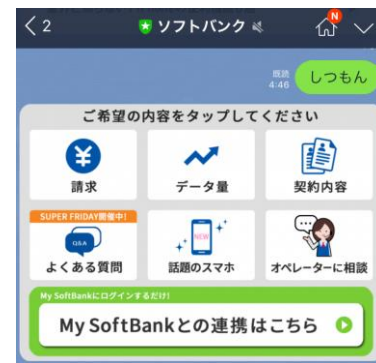 2
ソフトバンク
N
既読
4:46
しつもん
ご希望の内容をタップしてください
¥
請求
データ量
契約内容
SUPER FRIDAY開催中!
Q&A
よくある質問
NEW
話題のスマホ
オペレーターに相談
My SoftBankにログインするだけ!
My SoftBankとの連携はこちら